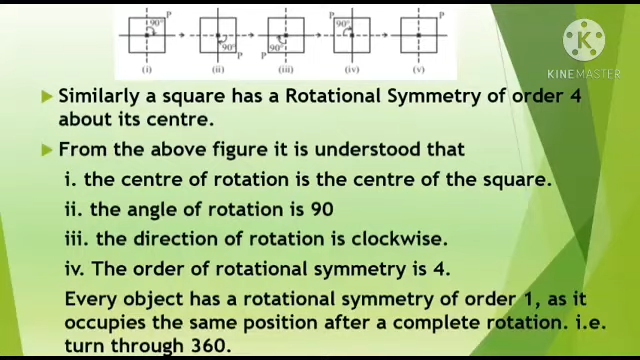 P
90°
90°
P
90°
P
P
90°
P
(i) (ii) (iii) (iv) (v)
K
KINEMASTER
Similarly a square has a Rotational Symmetry of order 4
about its centre.
From the above figure it is understood that
i. the centre of rotation is the centre of the square.
ii. the angle of rotation is 90
iii. the direction of rotation is clockwise.
iv. The order of rotational symmetry is 4.
Every object has a rotational symmetry of order 1, as it
occupies the same position after a complete rotation. i.e.
turn through 360.